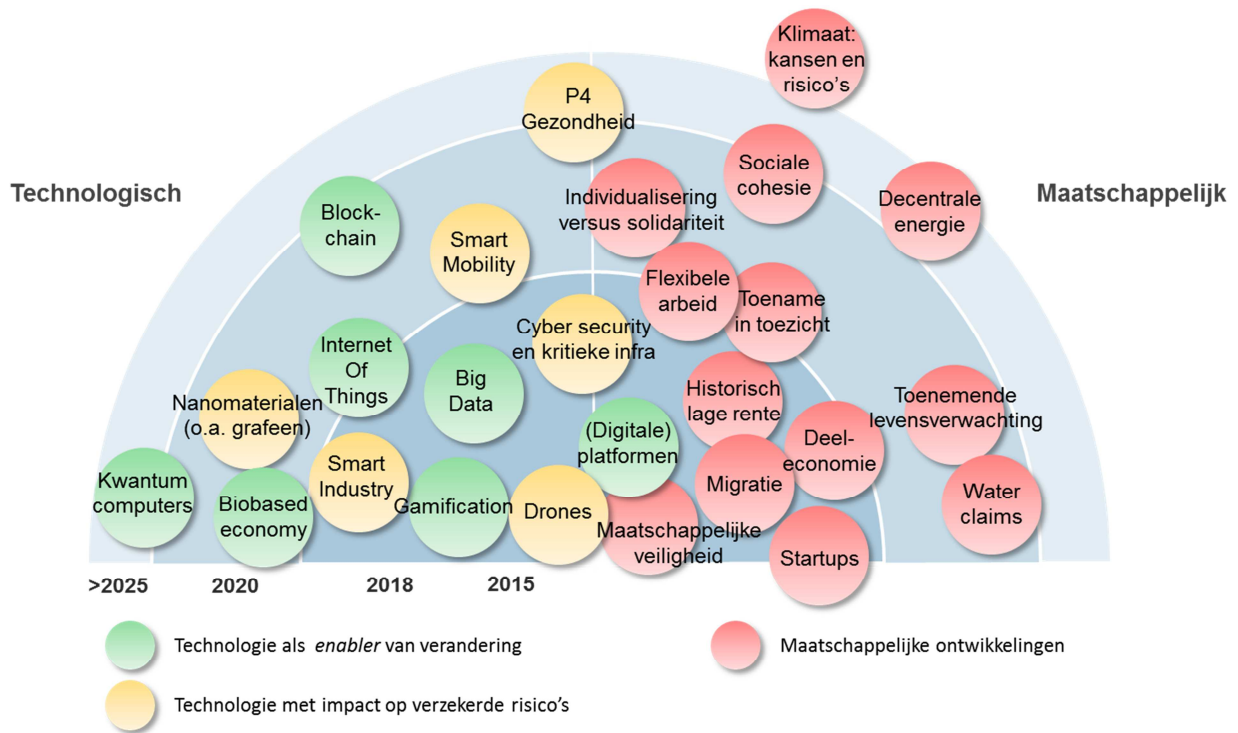 Klimaat:
kansen en
risico's
P4
Gezondheid
Sociale
cohesie
Technologisch
Maatschappelijk
Individualisering
versus solidariteit
Decentrale
energie
Block-
chain
Smart
Mobility
Flexibele
arbeid
Toename
in toezicht
Cyber security
en kritieke infra
Internet
Of
Things
Big
Data
Historisch
lage rente
Nanomaterialen
(o.a. grafeen)
Toenemende
levensverwachting
(Digitale)
platformen
Deel-
economie
Kwantum
computers
Smart
Industry
Migratie
Biobased
economy
Gamification
Drones
Water
claims
Maatschappelijke
veiligheid
Startups
>2025
2020
2018
2015
Technologie als enabler van verandering
Maatschappelijke ontwikkelingen
Technologie met impact op verzekerde risico's